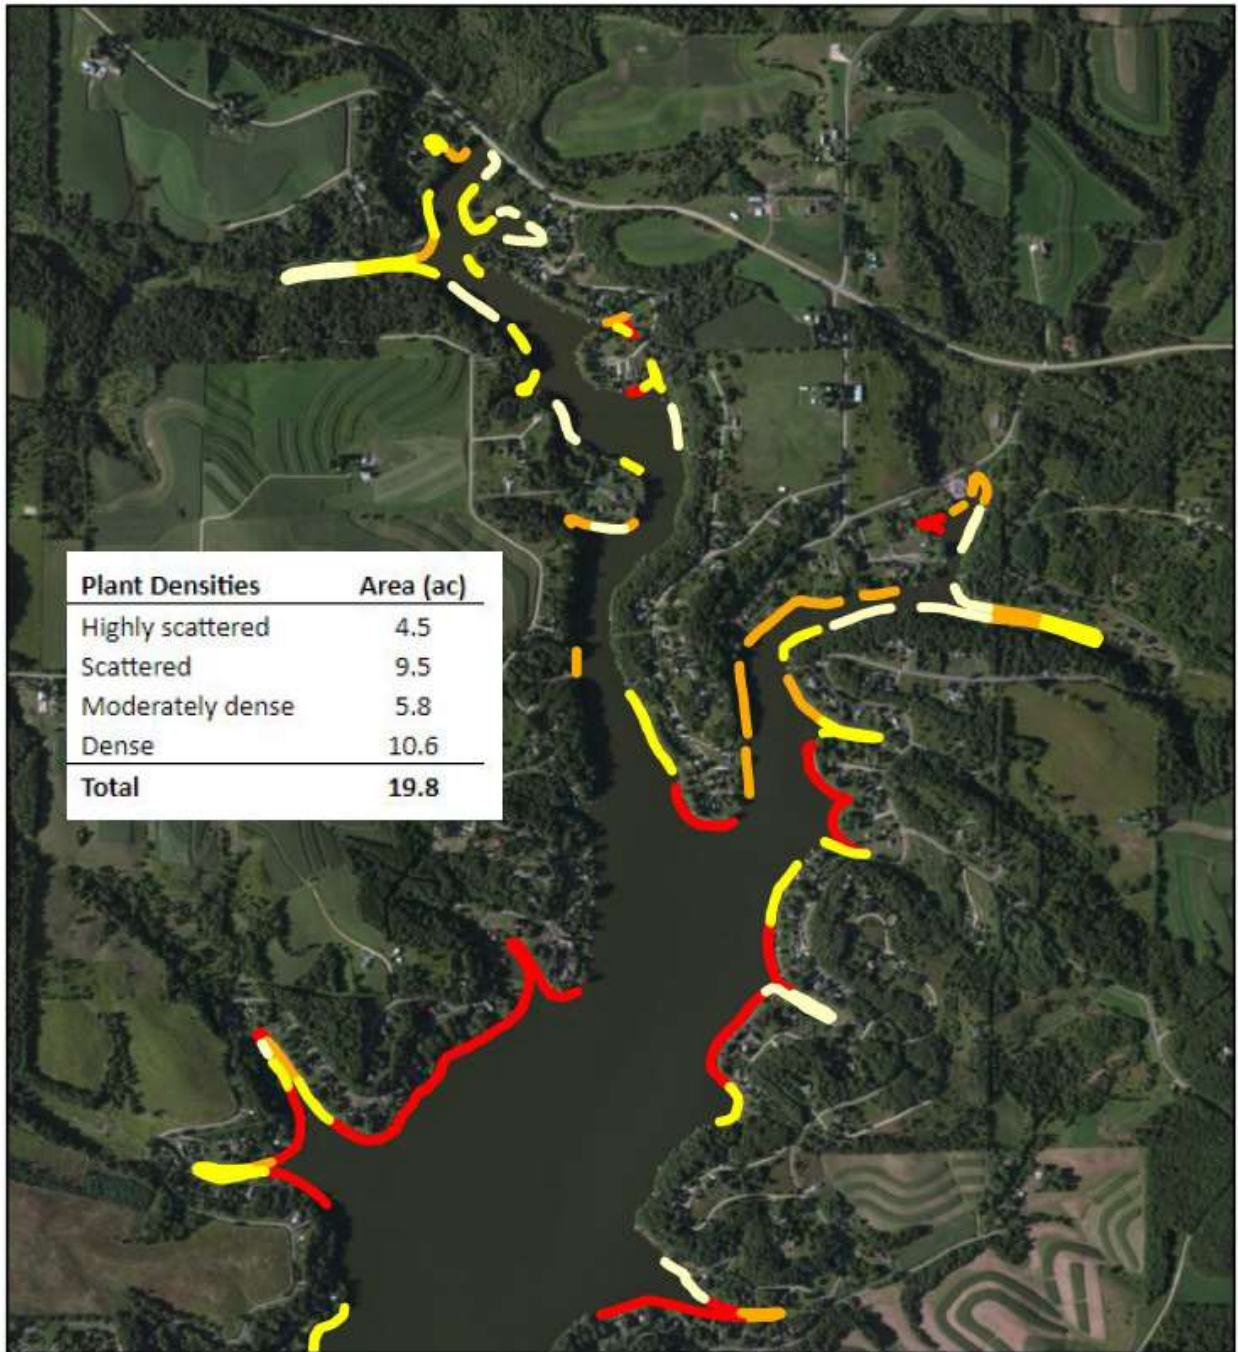 Plant Densities Area (ac)
Highly scattered 4.5
Scattered 9.5
Moderately dense 5.8
Dense 10.6
Total 19.8